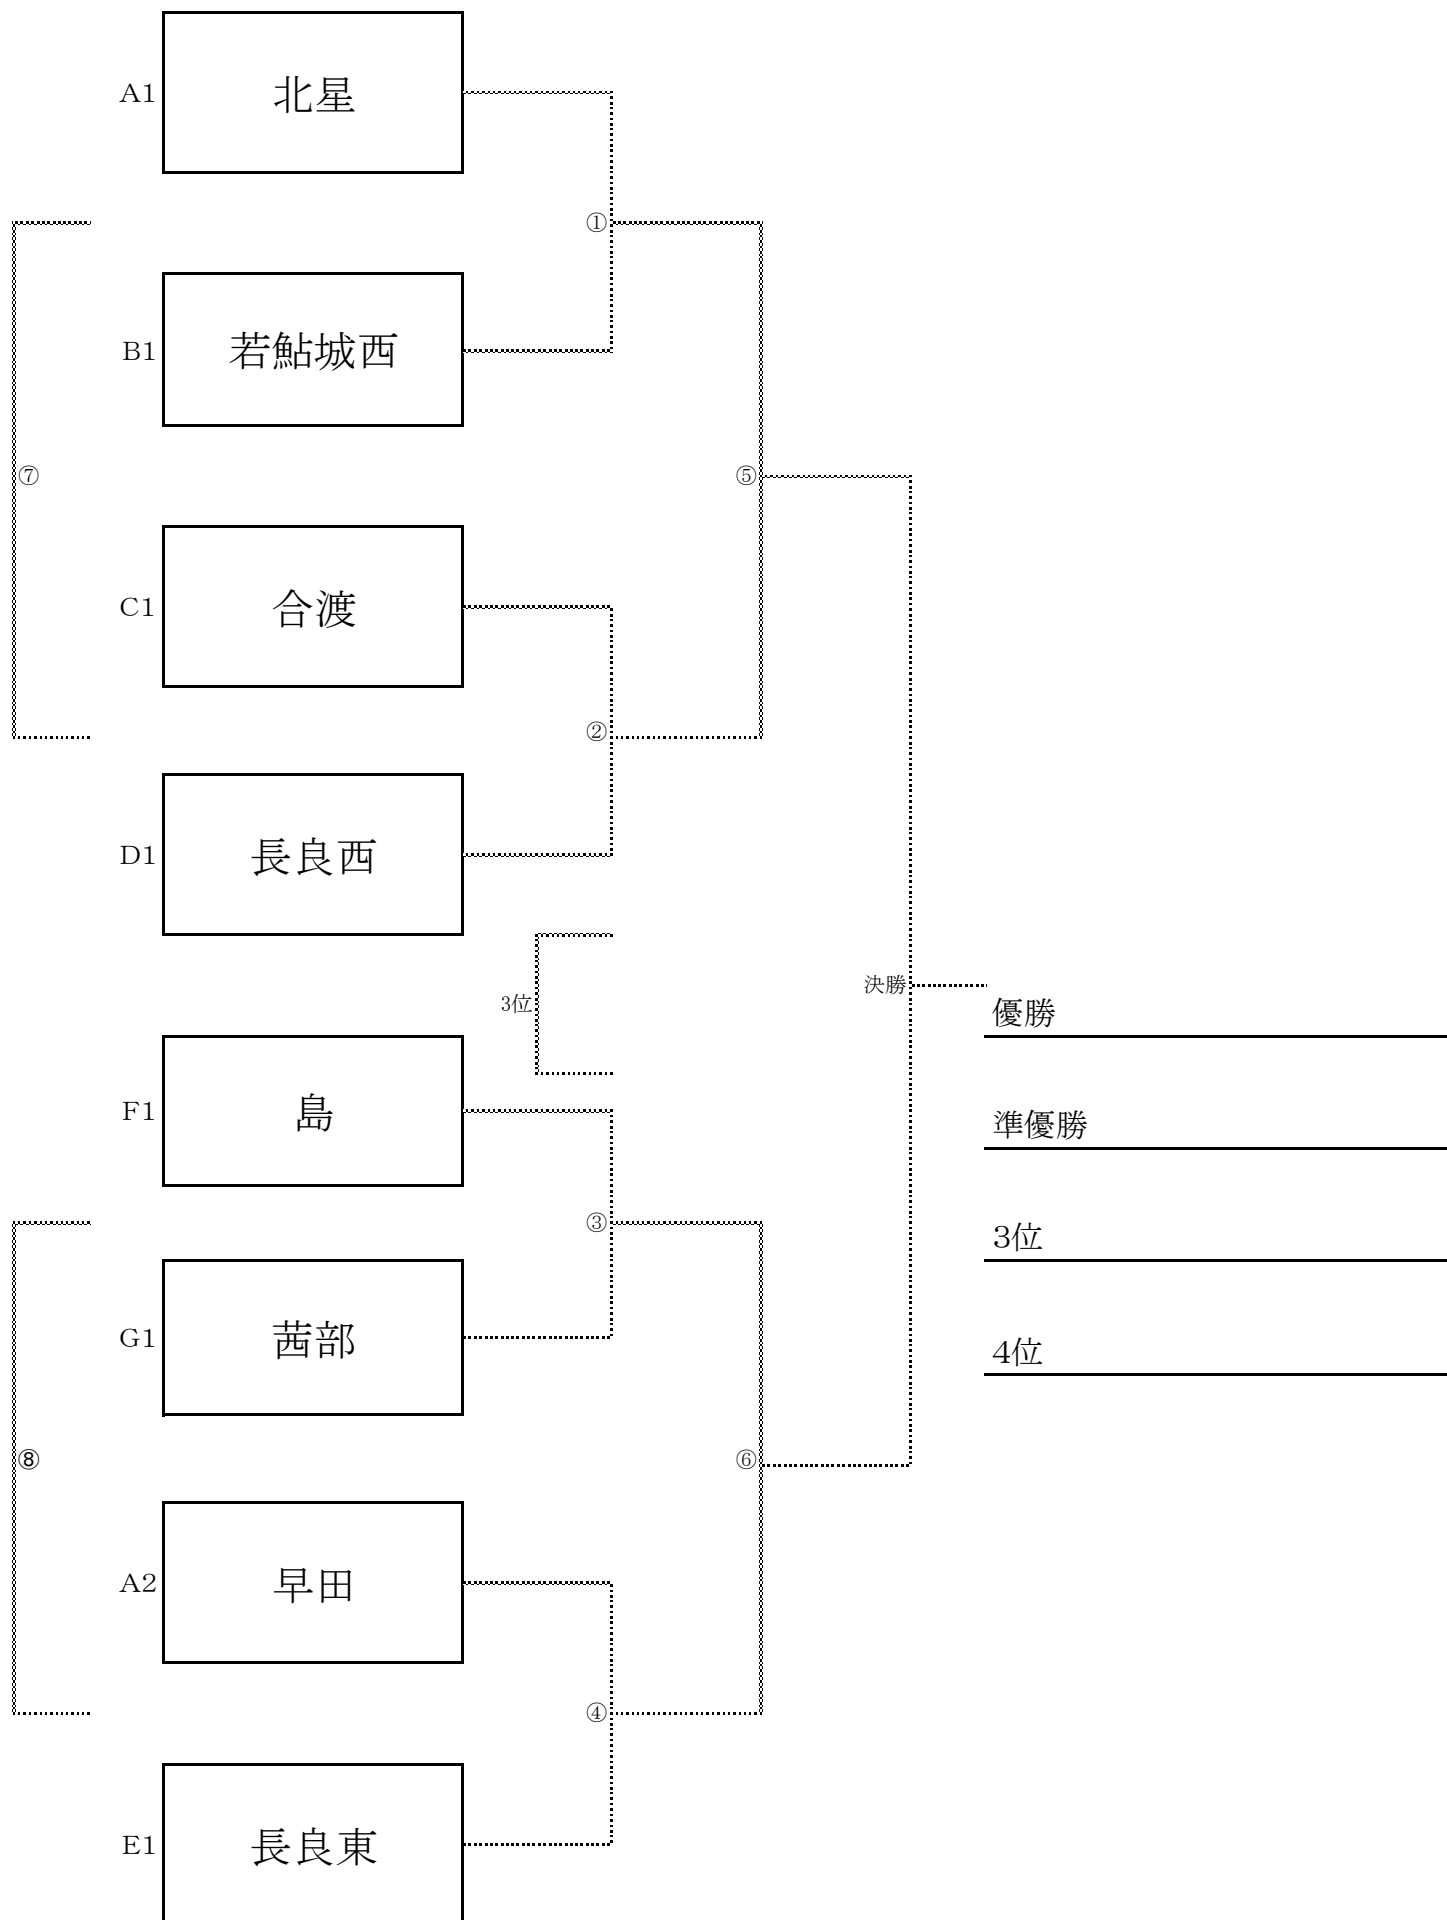 A1
北星
①
B1
若鮎城西
⑦
⑤
C1
合渡
②
D1
長良西
3位
決勝
優勝
F1
島
準優勝
③
3位
G1
茜部
4位
⑧
⑥
A2
早田
④
E1
長良東